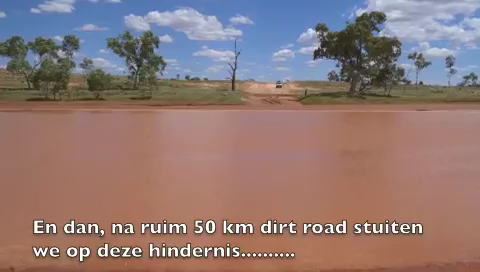 En dan, na ruim 50 km dirt road stuiten
we op deze hindernis..........